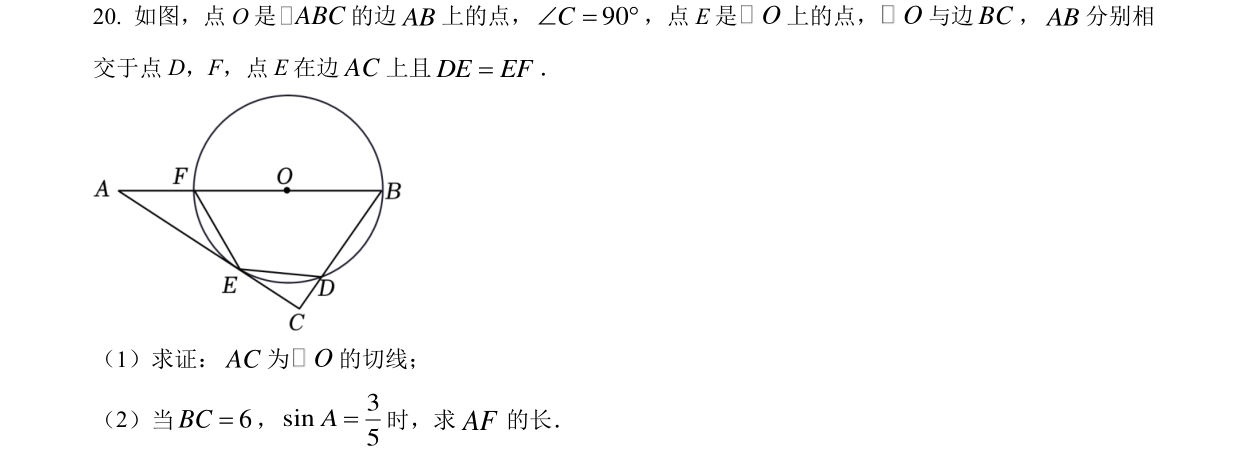 20. 如图，点 O 是□ABC 的边 AB 上的点，∠C = 90°，点 E 是□ O 上的点，□ O 与边 BC， AB 分别相
交于点 D，F，点 E 在边 AC 上且 DE = EF．
F
O
A
B
E
D
C
（1）求证： AC 为□ O 的切线；
（2）当 BC = 6，sin A = 3/5 时，求 AF 的长．